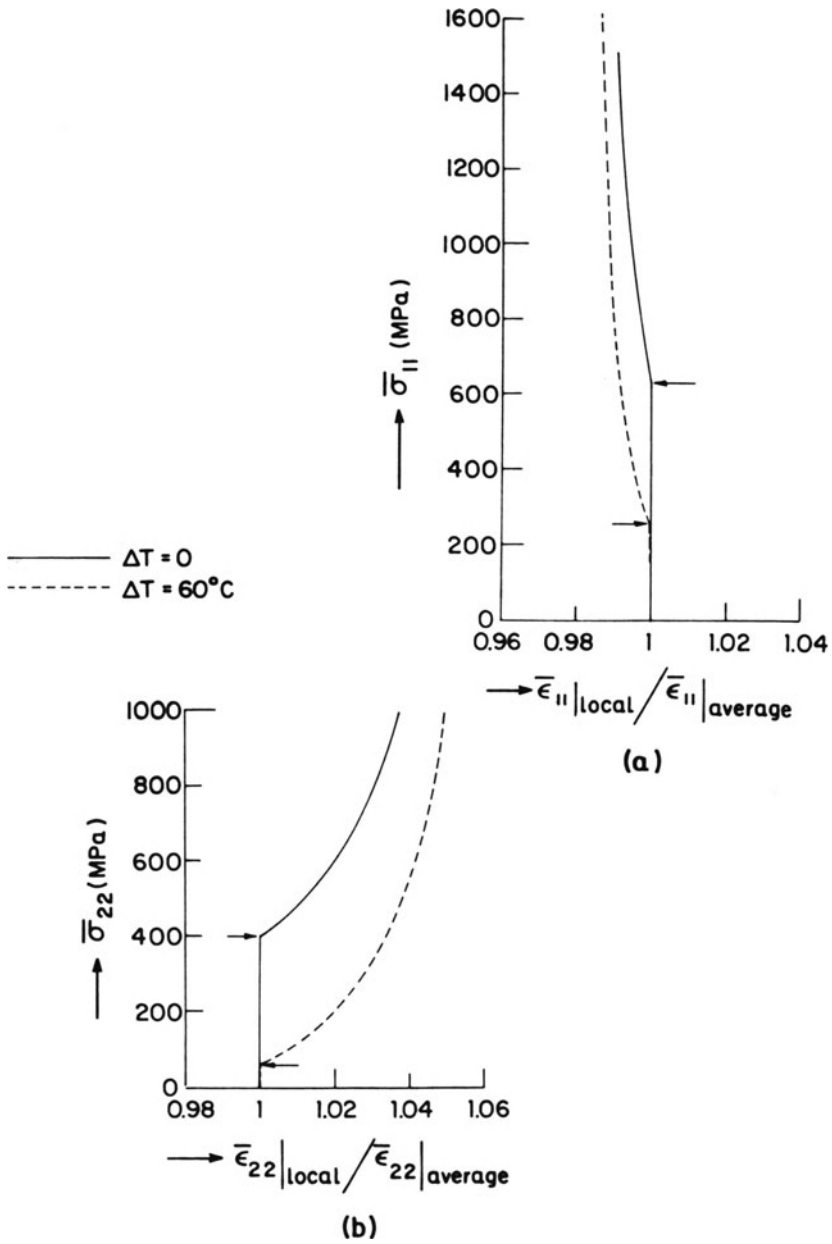 1600
1400
1200
1000
800
600
400
200
0
σ̅₁₁ (MPa)
0.96 0.98 1 1.02 1.04
ε̅₁₁|local / ε̅₁₁|average
(a)
ΔT = 0
ΔT = 60°C
1000
800
600
400
200
0
σ̅₂₂ (MPa)
0.98 1 1.02 1.04 1.06
ε̅₂₂|local / ε̅₂₂|average
(b)